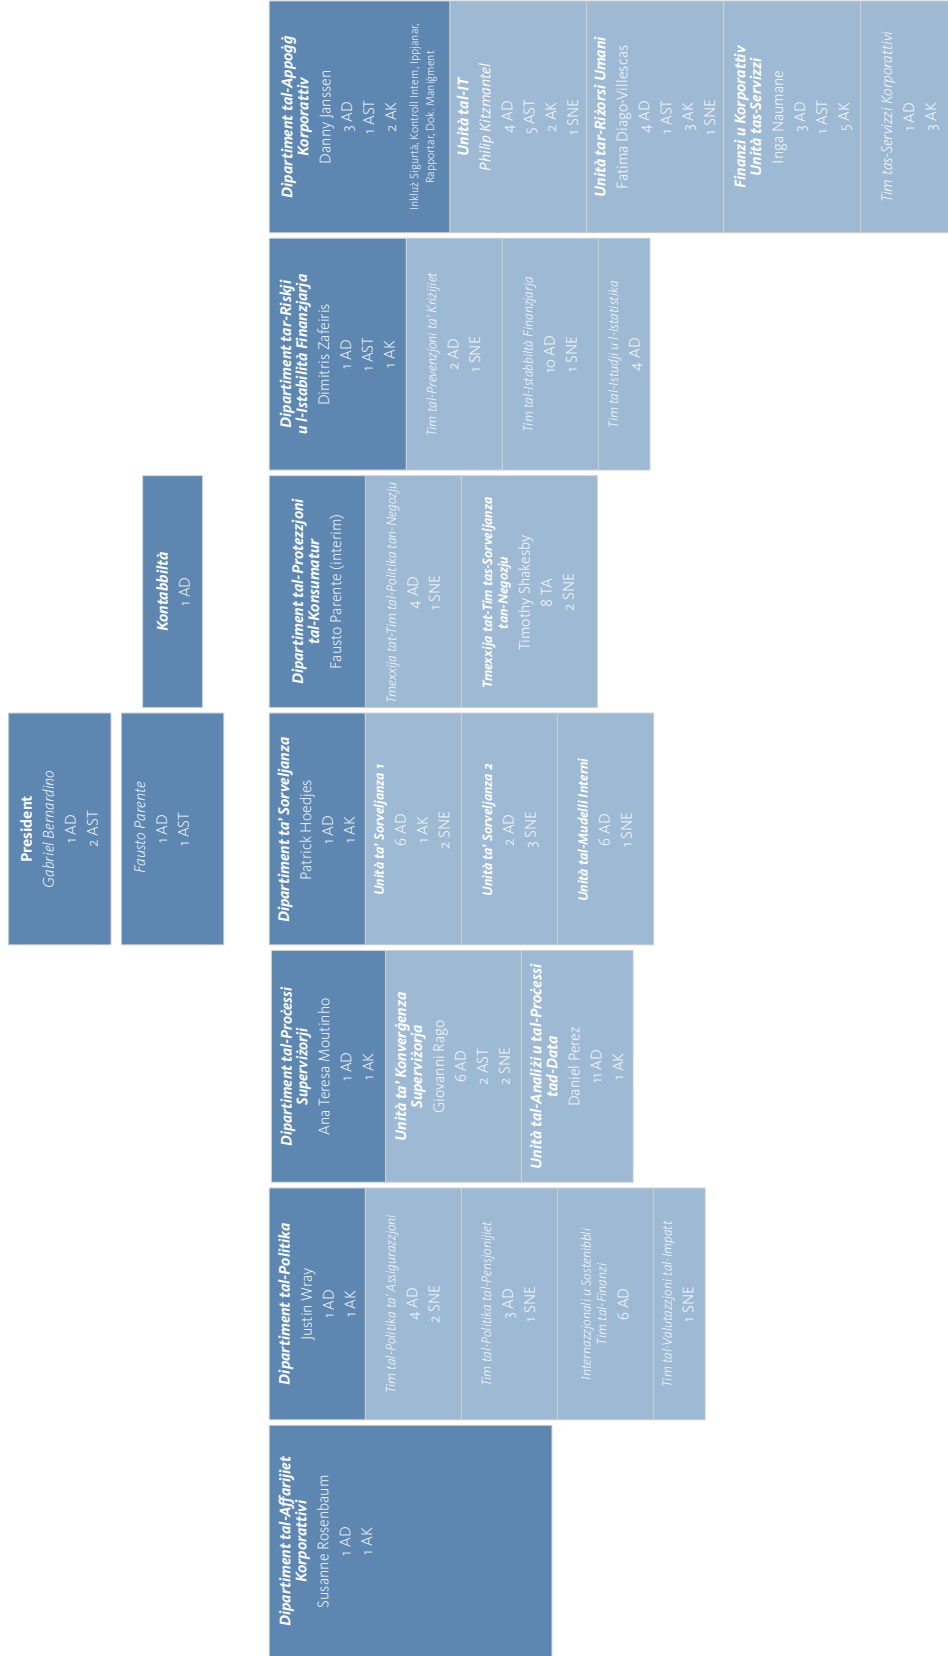 President
Gabriel Bernardino
1 AD
2 AST
Fausto Parente
1 AD
1 AST
Kontabbiltà
1 AD
Dipartiment tal-Affarijiet
Korporattivi
Susanne Rosenbaum
1 AD
1 AK
Dipartiment tal-Politika
Justin Wray
1 AD
1 AK
Tim tal-Politika ta' Assigurazzjoni
4 AD
2 SNE
Tim tal-Politika tal-Pensjonijiet
3 AD
1 SNE
Internazzjonali u Sostenibbli
Tim tal-Finanzi
6 AD
Tim tal-Valutazzjoni tal-Impatt
1 SNE
Dipartiment tal-Proċessi
Superviżorji
Ana Teresa Moutinho
1 AD
1 AK
Unità ta' Konverġenza
Superviżorja
Giovanni Rago
6 AD
2 AST
2 SNE
Unità tal-Analiżi u tal-Proċessi
tad-Data
Daniel Perez
11 AD
1 AK
Dipartiment ta' Sorveljanza
Patrick Hoedjes
1 AD
1 AK
Unità ta' Sorveljanza 1
6 AD
1 AK
2 SNE
Unità ta' Sorveljanza 2
2 AD
3 SNE
Unità tal-Mudelli Interni
6 AD
1 SNE
Dipartiment tal-Protezzjoni
tal-Konsumatur
Fausto Parente (interim)
Tmexxija tat-Tim tal-Politika tan-Negozju
4 AD
1 SNE
Tmexxija tat-Tim tas-Sorveljanza
tan-Negozju
Timothy Shakesby
8 TA
2 SNE
Dipartiment tar-Riskji
u l-Istabilità Finanzjarja
Dimitris Zafeiris
1 AD
1 AST
1 AK
Tim tal-Prevenzjoni ta' Kriżijiet
2 AD
1 SNE
Tim tal-Istabbiltà Finanzjarja
10 AD
1 SNE
Tim tal-Istudji u l-Istatistika
4 AD
Dipartiment tal-Appoġġ
Korporattiv
Danny Janssen
3 AD
1 AST
2 AK
Inkluż Sigurtà, Kontroll Intern, Ippjanar,
Rapportar, Dok. Maniġment
Unità tal-IT
Philip Kitzmantel
4 AD
5 AST
2 AK
1 SNE
Unità tar-Riżorsi Umani
Fatima Diago-Villescas
4 AD
1 AST
3 AK
1 SNE
Finanzi u Korporattiv
Unità tas-Servizzi
Inga Naumane
3 AD
1 AST
5 AK
Tim tas-Servizzi Korporattivi
1 AD
3 AK